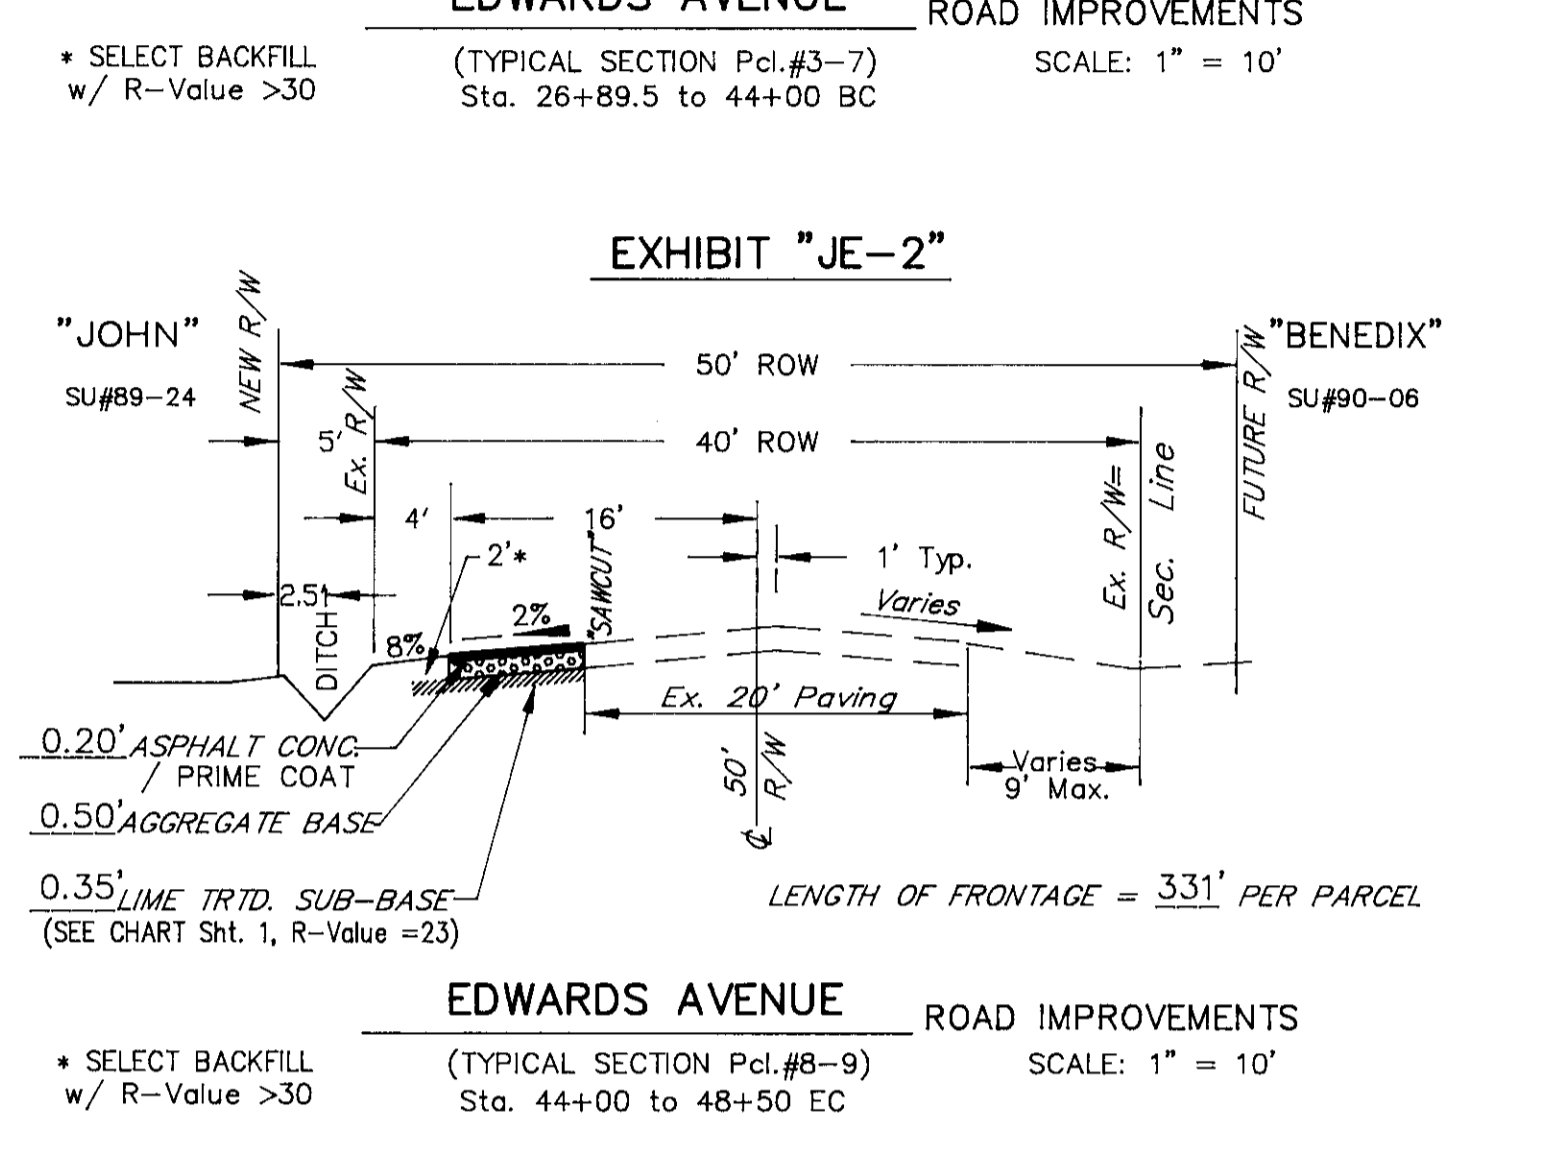 EDWARDS AVENUE ROAD IMPROVEMENTS
* SELECT BACKFILL
w/ R-Value >30
(TYPICAL SECTION Pcl.#3-7)
Sta. 26+89.5 to 44+00 BC
SCALE: 1" = 10'
EXHIBIT "JE-2"
"JOHN"
SU#89-24
NEW R/W
50' ROW
FUTURE R/W
"BENEDIX"
SU#90-06
5'
Ex. R/W
40' ROW
Ex. R/W=
Sec. Line
4'
16'
2'*
"SAWCUT"
1' Typ.
Varies
2.5'
DITCH
8%
2%
Ex. 20' Paving
50'
R/W
℄
Varies
9' Max.
0.20' ASPHALT CONC.
/ PRIME COAT
0.50' AGGREGATE BASE
0.35' LIME TRTD. SUB-BASE
(SEE CHART Sht. 1, R-Value =23)
LENGTH OF FRONTAGE = 331' PER PARCEL
EDWARDS AVENUE ROAD IMPROVEMENTS
* SELECT BACKFILL
w/ R-Value >30
(TYPICAL SECTION Pcl.#8-9)
Sta. 44+00 to 48+50 EC
SCALE: 1" = 10'